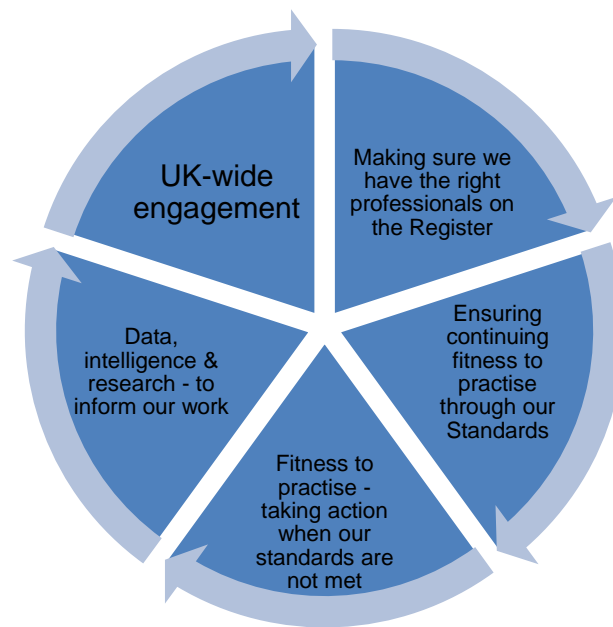 UK-wide
engagement
Making sure we
have the right
professionals on
the Register
Ensuring
continuing
fitness to
practise
through our
Standards
Fitness to
practise -
taking action
when our
standards are
not met
Data,
intelligence &
research - to
inform our work